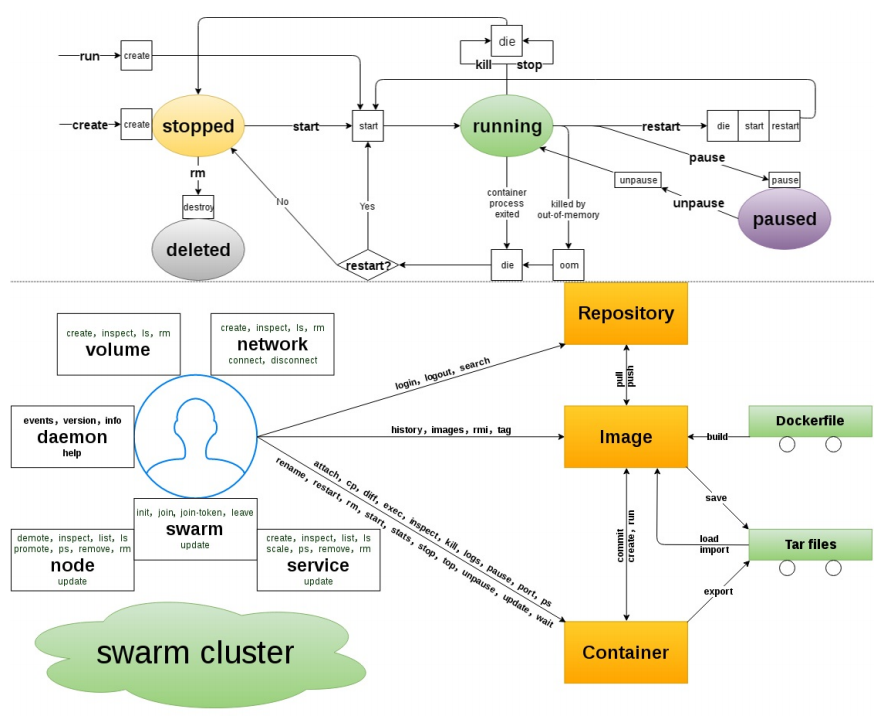 die
kill
stop
run
create
create
create
stopped
start
start
running
restart
die
start
restart
pause
unpause
pause
unpause
paused
rm
destroy
deleted
No
Yes
restart?
container
process
exited
killed by
out-of-memory
die
oom
create, inspect, ls, rm
volume
create, inspect, ls, rm
network
connect, disconnect
events, version, info
daemon
help
init, join, join-token, leave
swarm
update
demote, inspect, list, ls
promote, ps, remove, rm
node
update
create, inspect, list, ls
scale, ps, remove, rm
service
update
swarm cluster
login, logout, search
history, images, rmi, tag
attach, cp, diff, exec, inspect, kill, logs, pause, port, ps
rename, restart, rm, start, stats, stop, top, unpause, update, wait
Repository
pull
push
Image
build
Dockerfile
save
load
import
Tar files
commit
create, run
export
Container